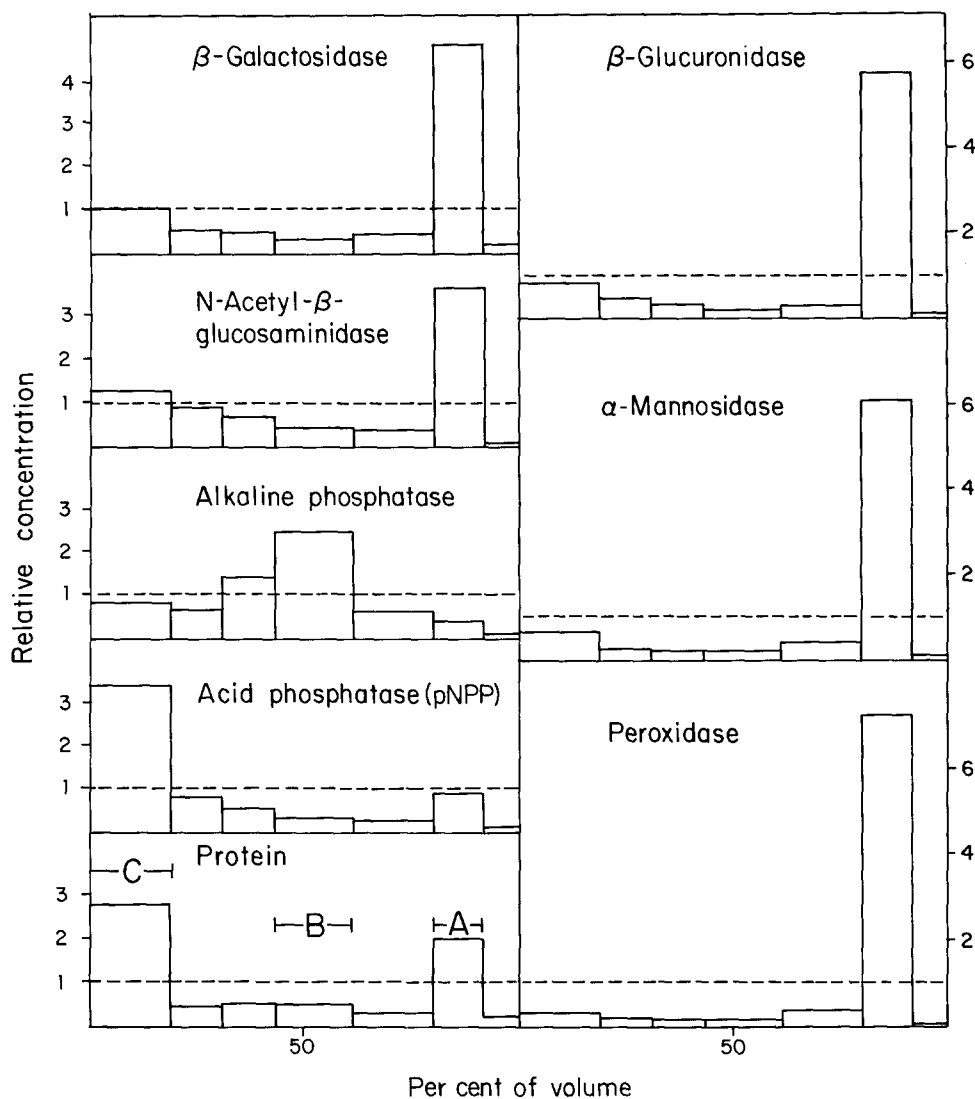 β-Galactosidase
4
3
2
1
N-Acetyl-β-
glucosaminidase
3
2
1
Alkaline phosphatase
3
2
1
Acid phosphatase (pNPP)
3
2
1
Protein
C
B
A
3
2
1
50
β-Glucuronidase
6
4
2
α-Mannosidase
6
4
2
Peroxidase
6
4
2
50
Relative concentration
Per cent of volume